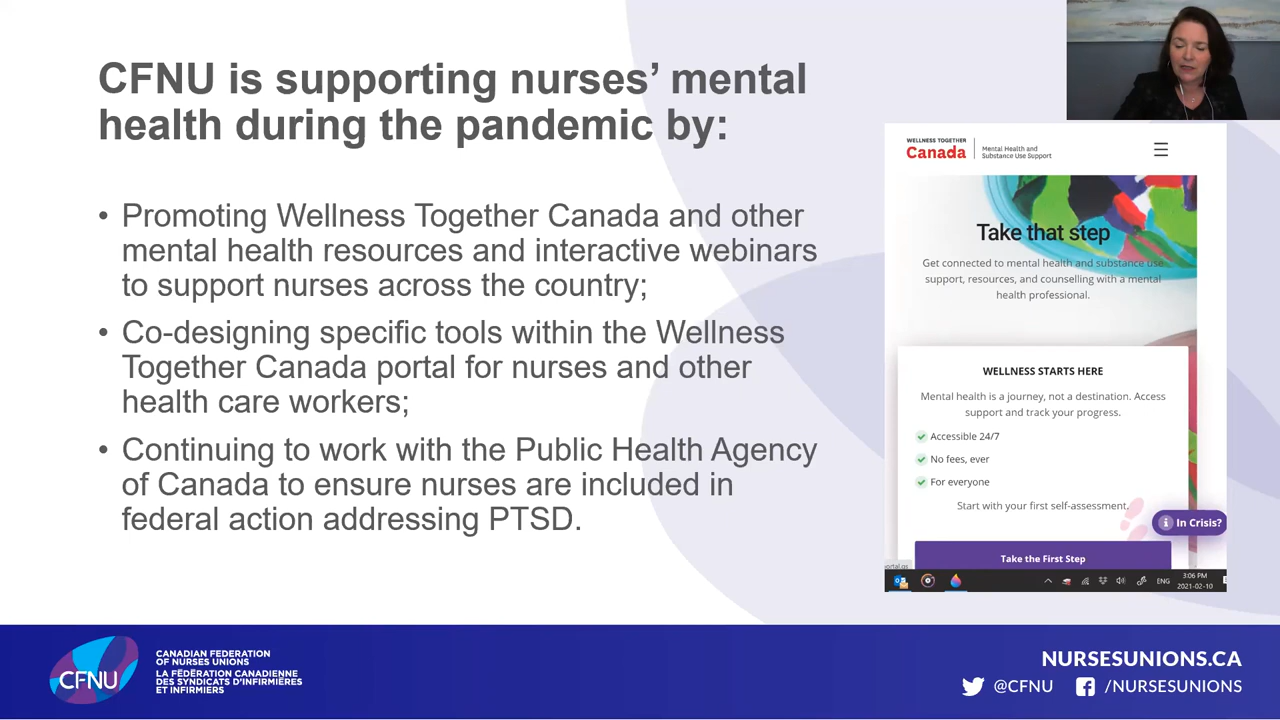 CFNU is supporting nurses’ mental
health during the pandemic by:
• Promoting Wellness Together Canada and other
mental health resources and interactive webinars
to support nurses across the country;
• Co-designing specific tools within the Wellness
Together Canada portal for nurses and other
health care workers;
• Continuing to work with the Public Health Agency
of Canada to ensure nurses are included in
federal action addressing PTSD.
WELLNESS TOGETHER
Canada
Mental Health and
Substance Use Support
Take that step
Get connected to mental health and substance use
support, resources, and counselling with a mental
health professional.
WELLNESS STARTS HERE
Mental health is a journey, not a destination. Access
support and track your progress.
Accessible 24/7
No fees, ever
For everyone
Start with your first self-assessment.
In Crisis?
Take the First Step
ENG
3:06 PM
2021-02-10
CFNU
CANADIAN FEDERATION
OF NURSES UNIONS
LA FÉDÉRATION CANADIENNE
DES SYNDICATS D'INFIRMIÈRES
ET INFIRMIERS
NURSESUNIONS.CA
@CFNU
/NURSESUNIONS